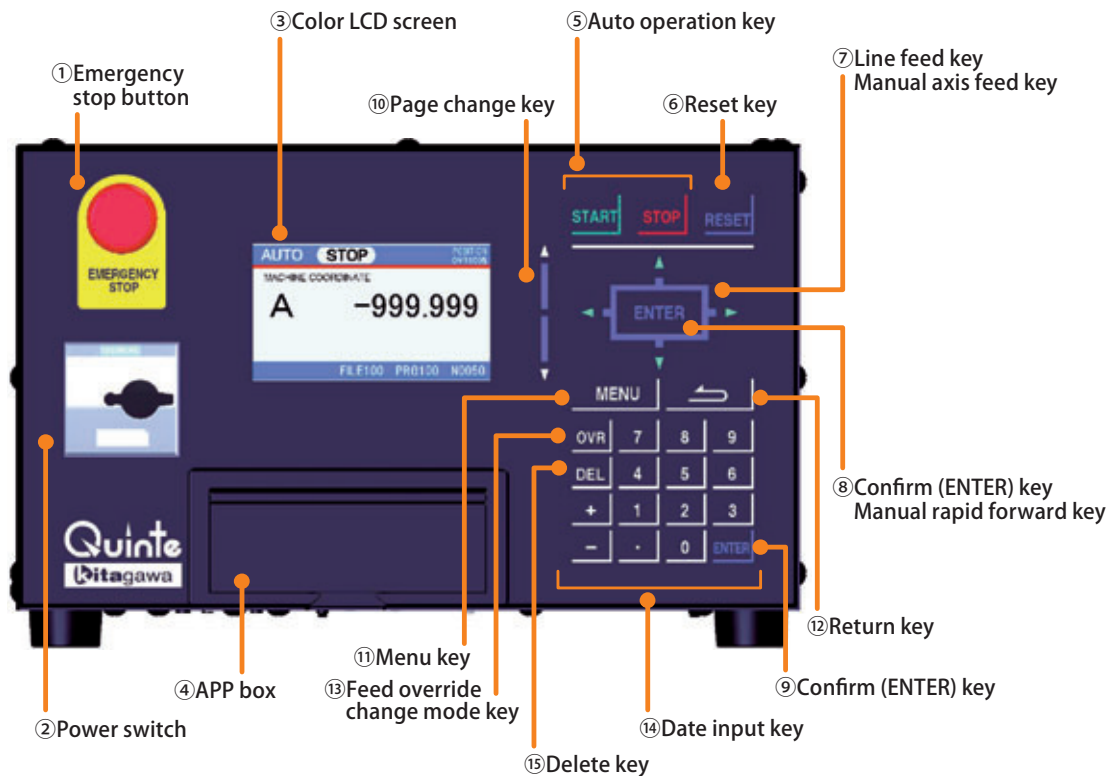 ③Color LCD screen
⑤Auto operation key
①Emergency
stop button
⑦Line feed key
Manual axis feed key
⑩Page change key
⑥Reset key
START STOP RESET
AUTO STOP
POSITION
MACHINE COORDINATE
A -999.999
FILE100 PRG100 N0050
EMERGENCY
STOP
ENTER
MENU
OVR 7 8 9
DEL 4 5 6
+ 1 2 3
- . 0 ENTER
Quinte
Kitagawa
⑧Confirm (ENTER) key
Manual rapid forward key
⑫Return key
⑪Menu key
④APP box
⑬Feed override
change mode key
⑨Confirm (ENTER) key
②Power switch
⑭Date input key
⑮Delete key